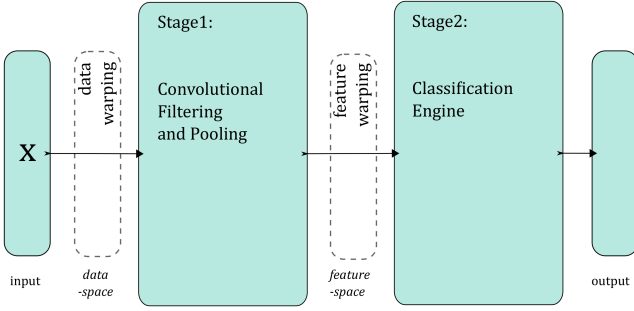 Stage1:
Convolutional
Filtering
and Pooling
Stage2:
Classification
Engine
data
warping
feature
warping
X
input
data
-space
feature
-space
output